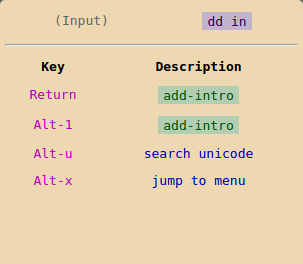 (Input) dd in
Key Description
Return add-intro
Alt-1 add-intro
Alt-u search unicode
Alt-x jump to menu